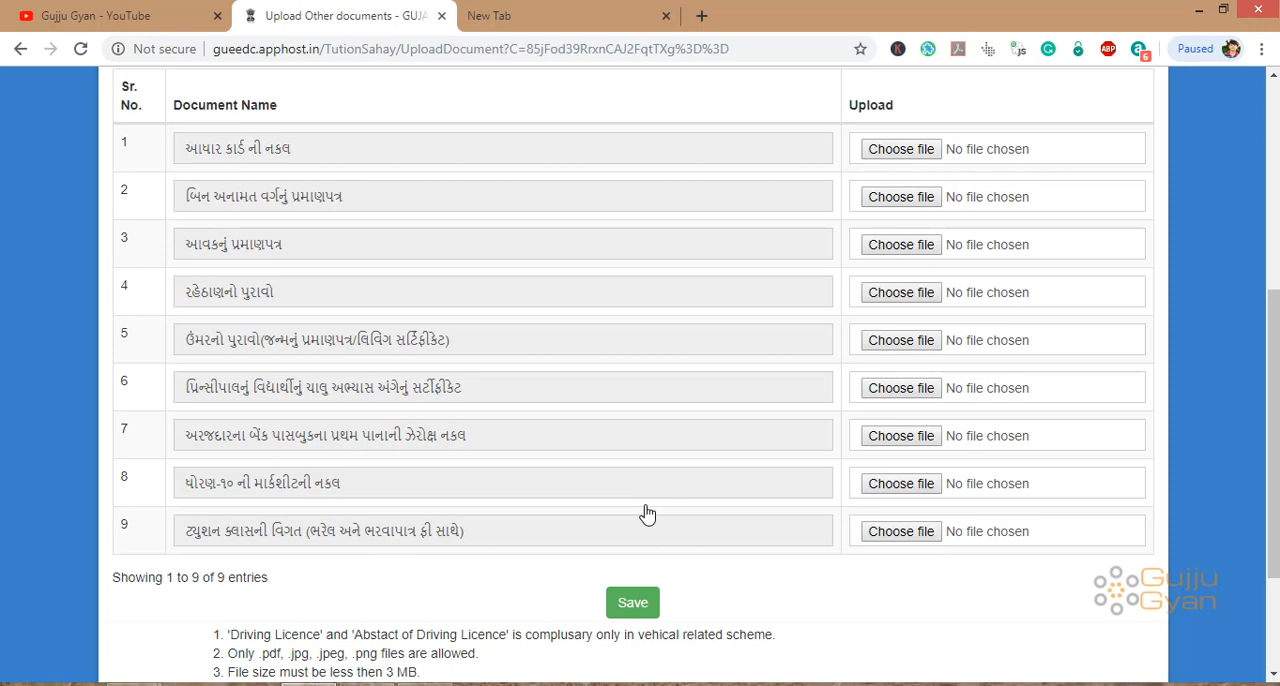 Gujju Gyan - YouTube
Upload Other documents - GUJA
New Tab
Not secure gueedc.apphost.in/TutionSahay/UploadDocument?C=85jFod39RrxnCAJ2FqtTXg%3D%3D
ABP
6
Paused
Sr. No. Document Name Upload
1 આધાર કાર્ડ ની નકલ Choose file No file chosen
2 બિન અનામત વર્ગનું પ્રમાણપત્ર Choose file No file chosen
3 આવકનું પ્રમાણપત્ર Choose file No file chosen
4 રહેઠાણનો પુરાવો Choose file No file chosen
5 ઉંમરનો પુરાવો(જન્મનું પ્રમાણપત્ર/લિવિંગ સર્ટિફીકેટ) Choose file No file chosen
6 પ્રિન્સીપાલનું વિદ્યાર્થીનું ચાલુ અભ્યાસ અંગેનું સર્ટીફીકેટ Choose file No file chosen
7 અરજદારના બેંક પાસબુકના પ્રથમ પાનાની ઝેરોક્ષ નકલ Choose file No file chosen
8 ધોરણ-૧૦ ની માર્કશીટની નકલ Choose file No file chosen
9 ટ્યુશન ક્લાસની વિગત (ભરેલ અને ભરવાપાત્ર ફી સાથે) Choose file No file chosen
Showing 1 to 9 of 9 entries
Gujju
Gyan
Save
1. 'Driving Licence' and 'Abstact of Driving Licence' is complusary only in vehical related scheme.
2. Only .pdf, .jpg, .jpeg, .png files are allowed.
3. File size must be less then 3 MB.